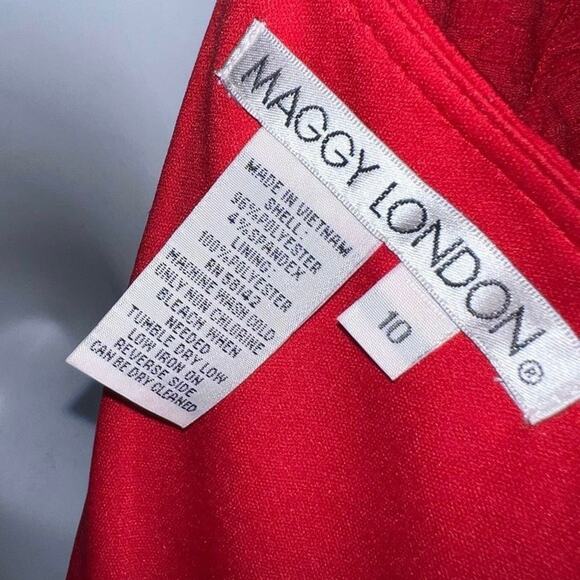 MAGGY LONDON®
10
MADE IN VIETNAM
SHELL:
96% POLYESTER
4% SPANDEX
LINING:
100% POLYESTER
RN 58142
MACHINE WASH COLD
ONLY NON CHLORINE
BLEACH WHEN
NEEDED
TUMBLE DRY LOW
LOW IRON ON
REVERSE SIDE
CAN BE DRY CLEANED